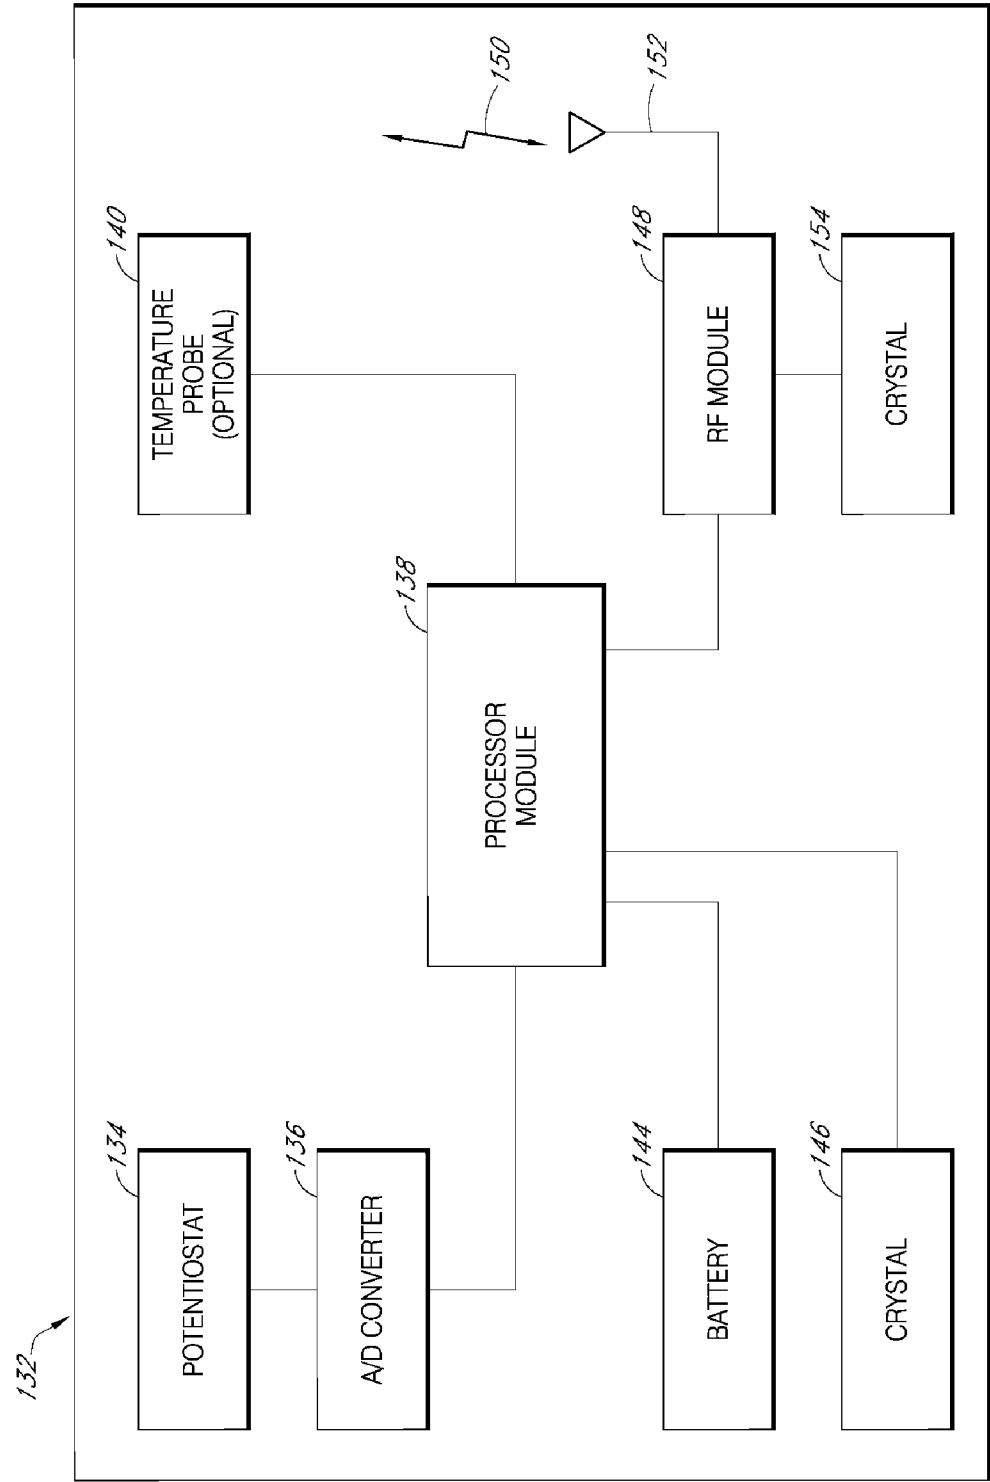 132
134
POTENTIOSTAT
136
A/D CONVERTER
138
PROCESSOR
MODULE
140
TEMPERATURE
PROBE
(OPTIONAL)
150
152
144
BATTERY
148
RF MODULE
146
CRYSTAL
154
CRYSTAL